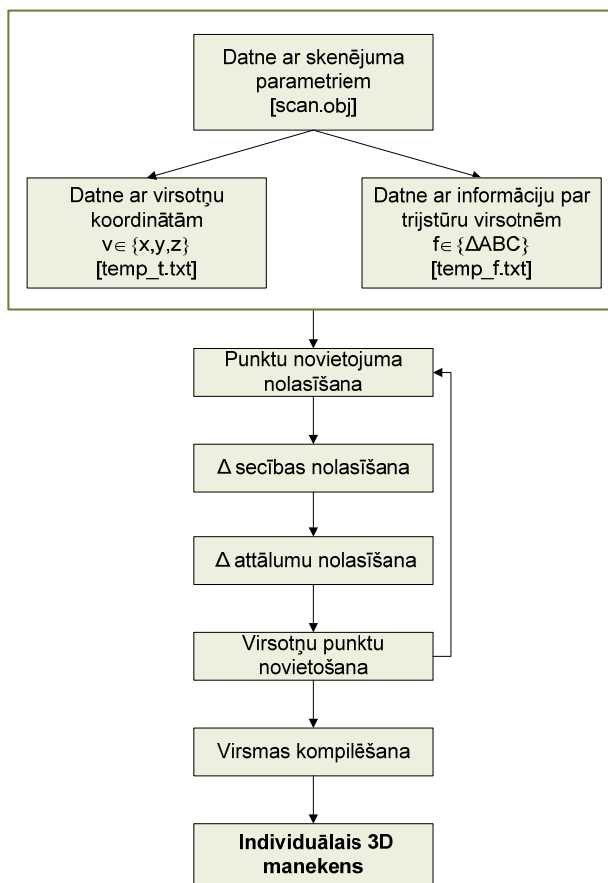 Datne ar skenējuma
parametriem
[scan.obj]
Datne ar virsotņu
koordinātām
v∈{x,y,z}
[temp_t.txt]
Datne ar informāciju par
trijstūru virsotnēm
f∈{ΔABC}
[temp_f.txt]
Punktu novietojuma
nolasīšana
Δ secības nolasīšana
Δ attālumu nolasīšana
Virsotņu punktu
novietošana
Virsmas kompilēšana
Individuālais 3D
manekens